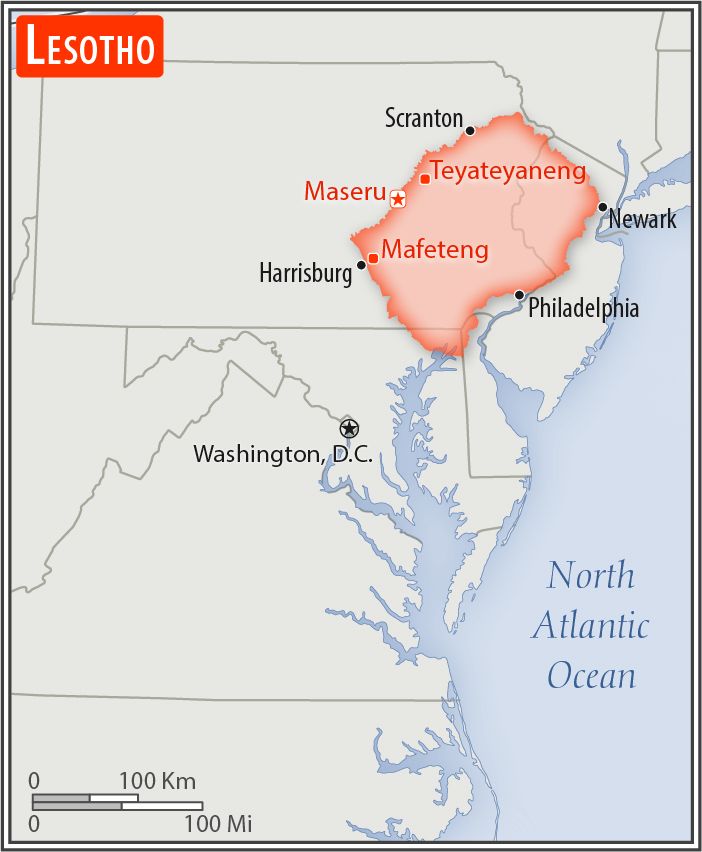 LESOTHO
Scranton
Teyateyaneng
Maseru
Newark
Mafeteng
Harrisburg
Philadelphia
Washington, D.C.
North
Atlantic
Ocean
0 100 Km
0 100 Mi